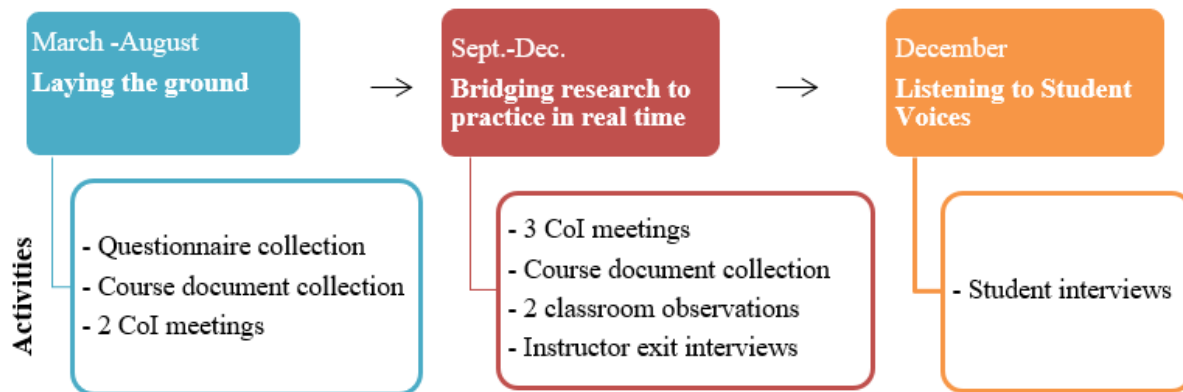 March -August
Laying the ground
Sept.-Dec.
Bridging research to
practice in real time
December
Listening to Student
Voices
Activities
- Questionnaire collection
- Course document collection
- 2 CoI meetings
- 3 CoI meetings
- Course document collection
- 2 classroom observations
- Instructor exit interviews
- Student interviews